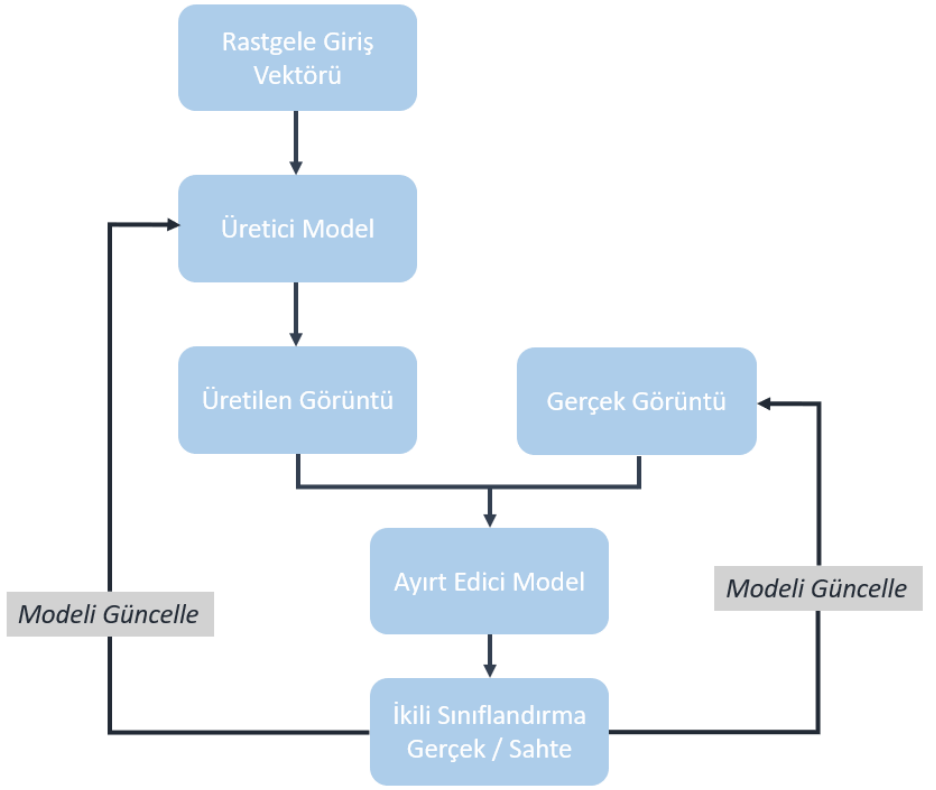 Rastgele Giriş
Vektörü
Üretici Model
Üretilen Görüntü
Gerçek Görüntü
Ayırt Edici Model
Modeli Güncelle
Modeli Güncelle
İkili Sınıflandırma
Gerçek / Sahte